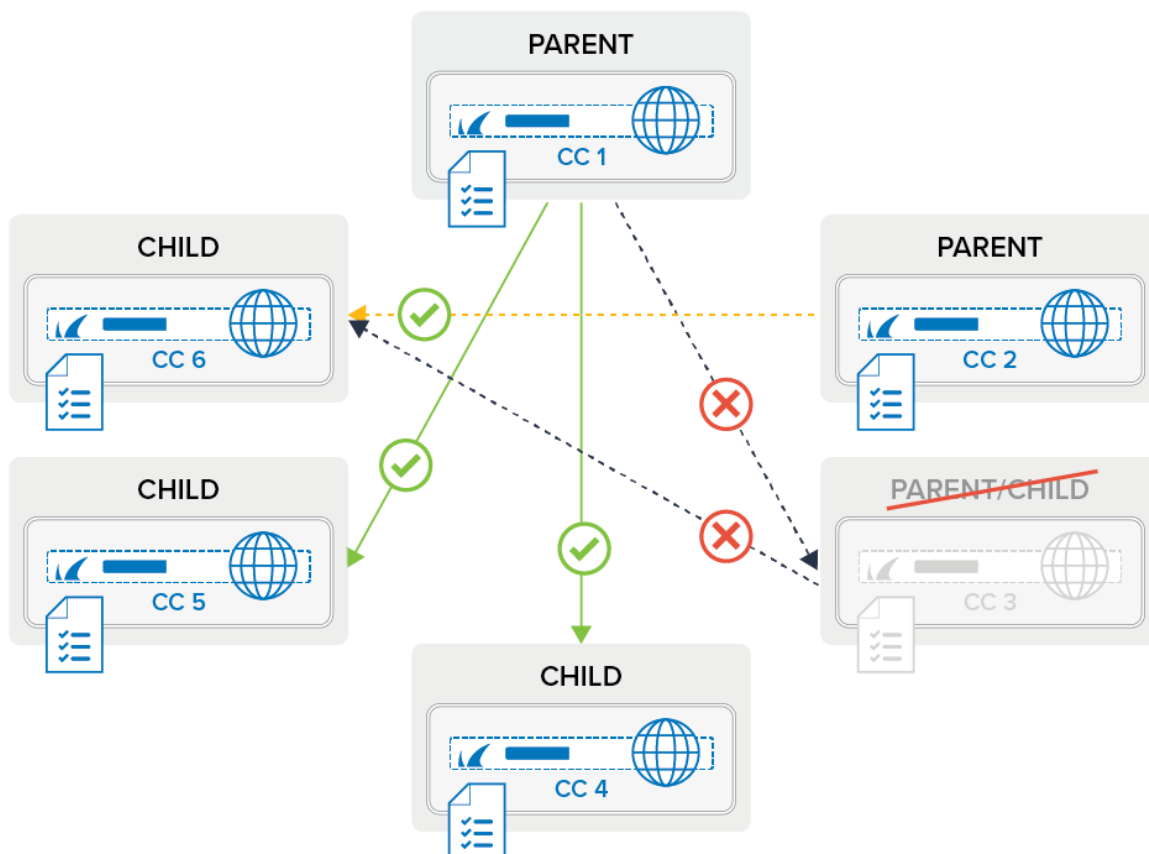 PARENT
CC 1
CHILD
CC 6
PARENT
CC 2
CHILD
CC 5
PARENT/CHILD
CC 3
CHILD
CC 4